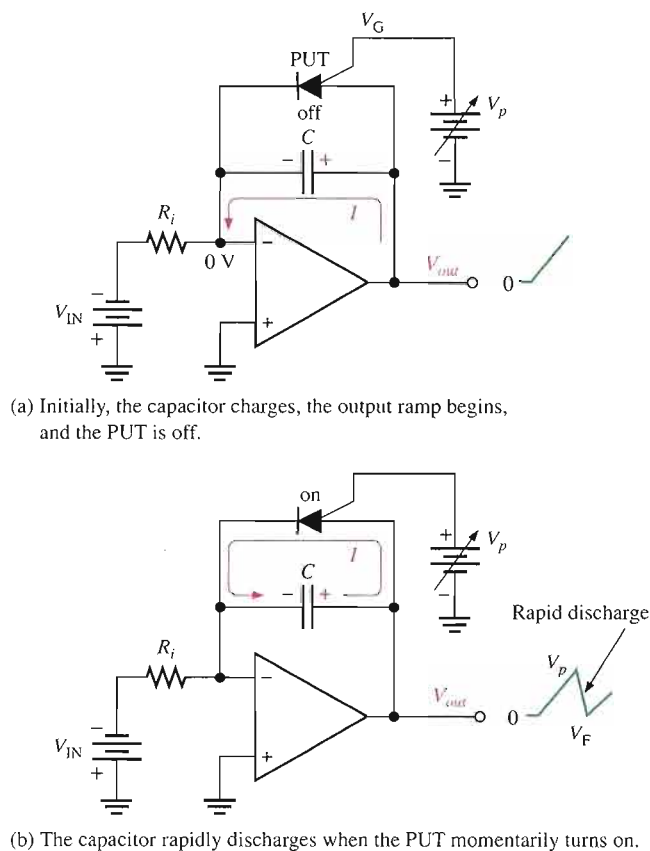 V_G
PUT
off
+ V_p
−
C
− +
I
R_i
0 V
−
+
−
V_IN
+
V_out
0
(a) Initially, the capacitor charges, the output ramp begins,
and the PUT is off.
on
+ V_p
−
I
C
− +
Rapid discharge
R_i
V_p
−
+
−
V_IN
+
V_out
0
V_F
(b) The capacitor rapidly discharges when the PUT momentarily turns on.